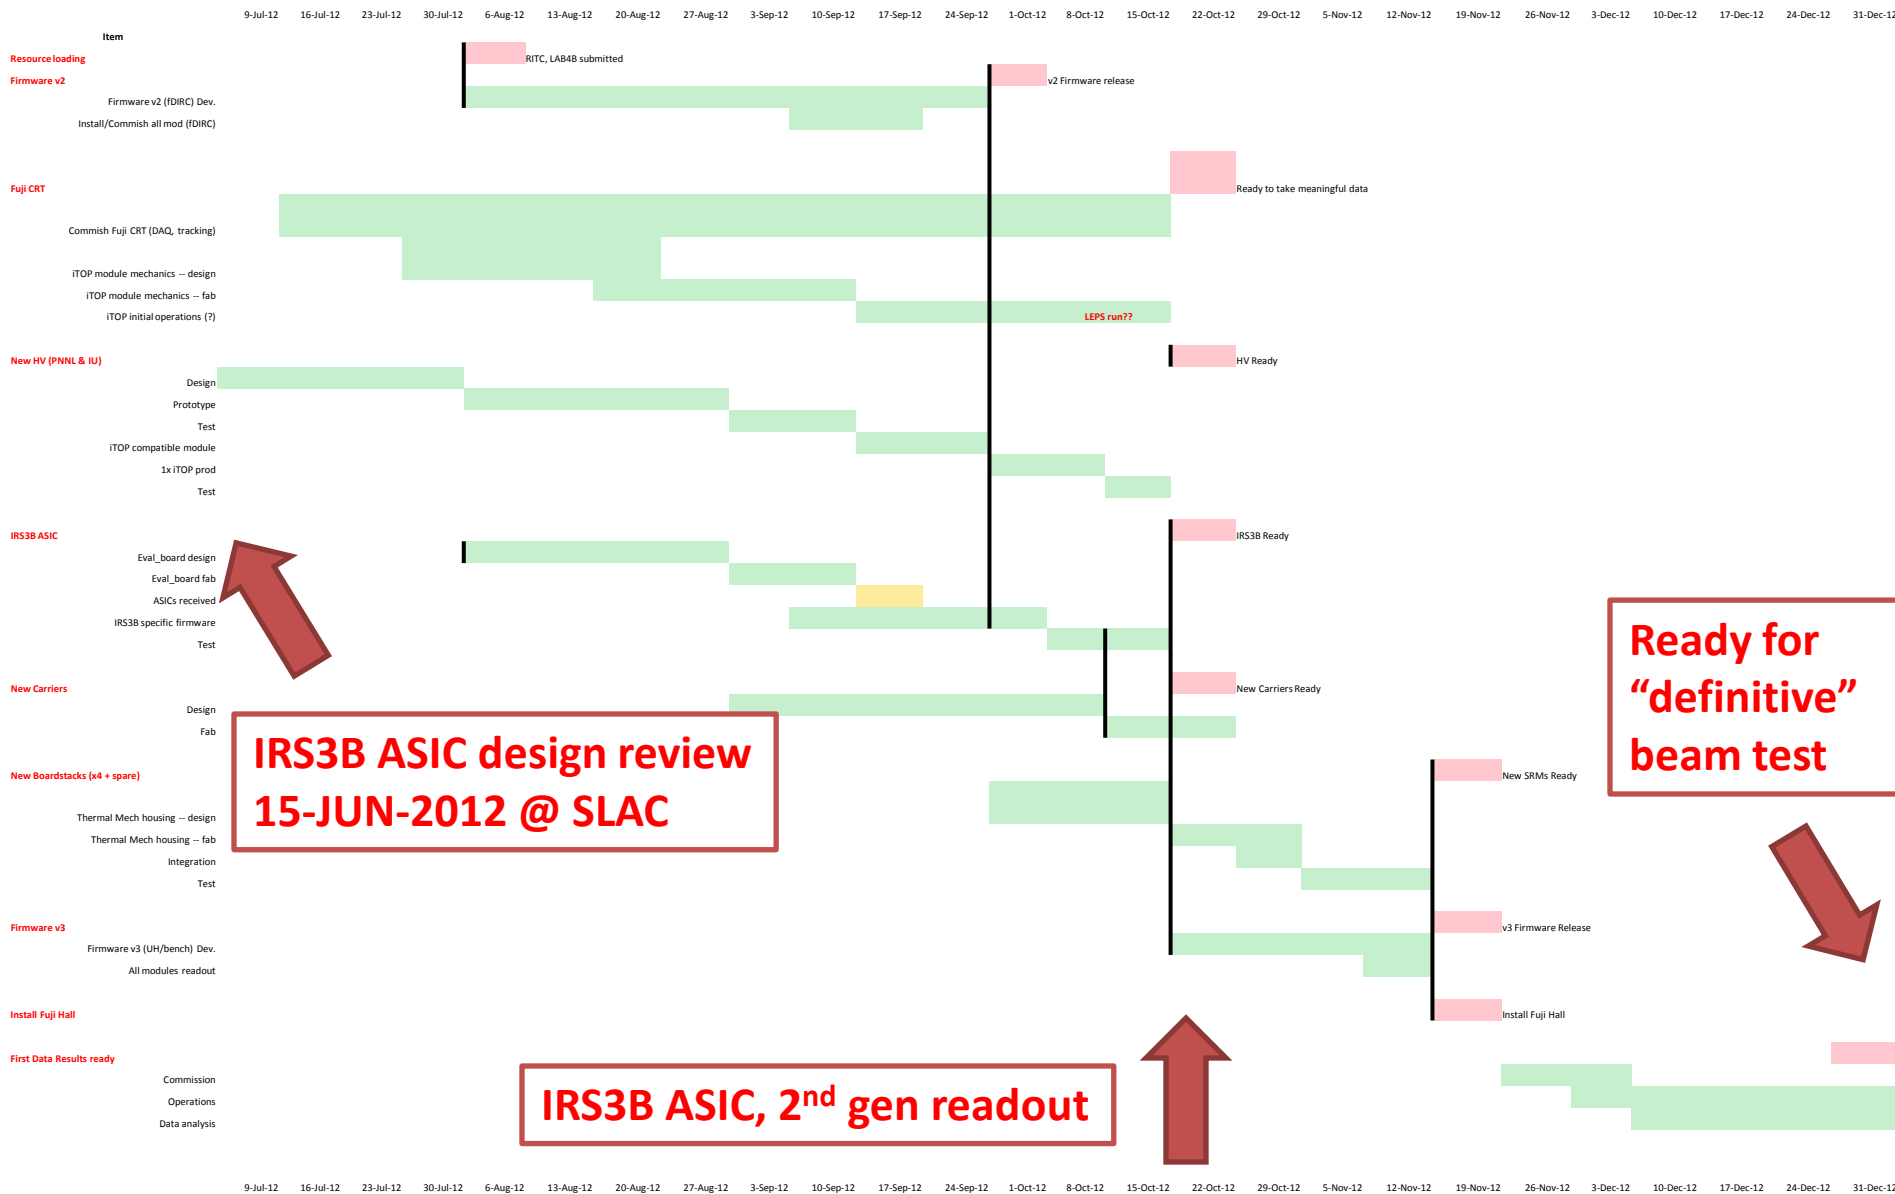 9-Jul-12 16-Jul-12 23-Jul-12 30-Jul-12 6-Aug-12 13-Aug-12 20-Aug-12 27-Aug-12 3-Sep-12 10-Sep-12 17-Sep-12 24-Sep-12 1-Oct-12 8-Oct-12 15-Oct-12 22-Oct-12 29-Oct-12 5-Nov-12 12-Nov-12 19-Nov-12 26-Nov-12 3-Dec-12 10-Dec-12 17-Dec-12 24-Dec-12 31-Dec-12
Item
Resource loading RITC, LAB4B submitted
Firmware v2 v2 Firmware release
Firmware v2 (fDIRC) Dev.
Install/Commish all mod (fDIRC)
Fuji CRT Ready to take meaningful data
Commish Fuji CRT (DAQ, tracking)
iTOP module mechanics -- design
iTOP module mechanics -- fab
iTOP initial operations (?) LEPS run??
New HV (PNNL & IU) HV Ready
Design
Prototype
Test
iTOP compatible module
1x iTOP prod
Test
IRS3B ASIC IRS3B Ready
Eval_board design
Eval_board fab
ASICs received
IRS3B specific firmware
Test
New Carriers New Carriers Ready
Design
Fab
IRS3B ASIC design review
15-JUN-2012 @ SLAC
Ready for
“definitive”
beam test
New Boardstacks (x4 + spare) New SRMs Ready
Thermal Mech housing -- design
Thermal Mech housing -- fab
Integration
Test
Firmware v3 v3 Firmware Release
Firmware v3 (UH/bench) Dev.
All modules readout
Install Fuji Hall Install Fuji Hall
First Data Results ready
Commission
Operations
Data analysis
IRS3B ASIC, 2nd gen readout
9-Jul-12 16-Jul-12 23-Jul-12 30-Jul-12 6-Aug-12 13-Aug-12 20-Aug-12 27-Aug-12 3-Sep-12 10-Sep-12 17-Sep-12 24-Sep-12 1-Oct-12 8-Oct-12 15-Oct-12 22-Oct-12 29-Oct-12 5-Nov-12 12-Nov-12 19-Nov-12 26-Nov-12 3-Dec-12 10-Dec-12 17-Dec-12 24-Dec-12 31-Dec-12